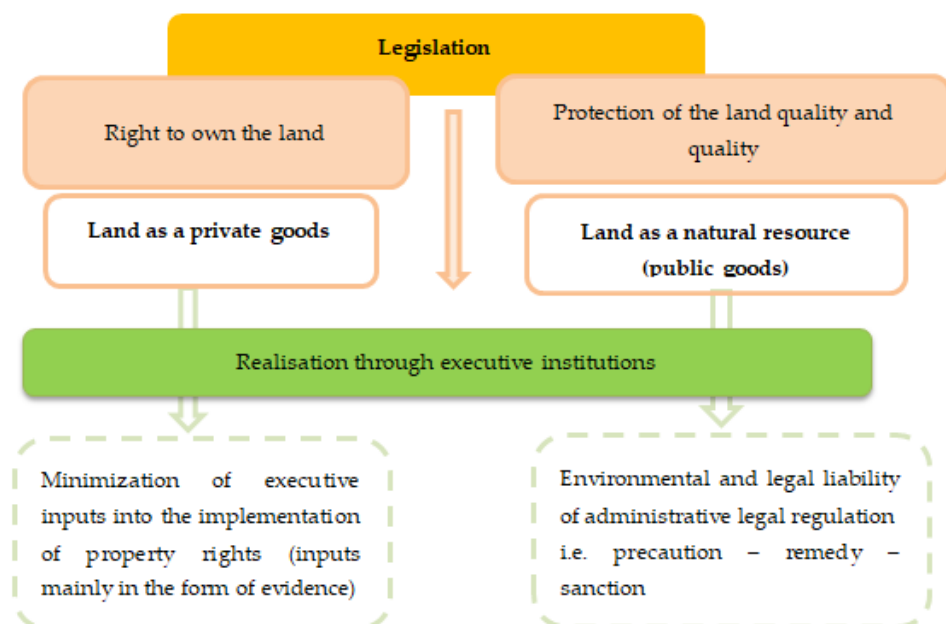 Legislation
Right to own the land
Protection of the land quality and
quality
Land as a private goods
Land as a natural resource
(public goods)
Realisation through executive institutions
Minimization of executive
inputs into the implementation
of property rights (inputs
mainly in the form of evidence)
Environmental and legal liability
of administrative legal regulation
i.e. precaution – remedy –
sanction